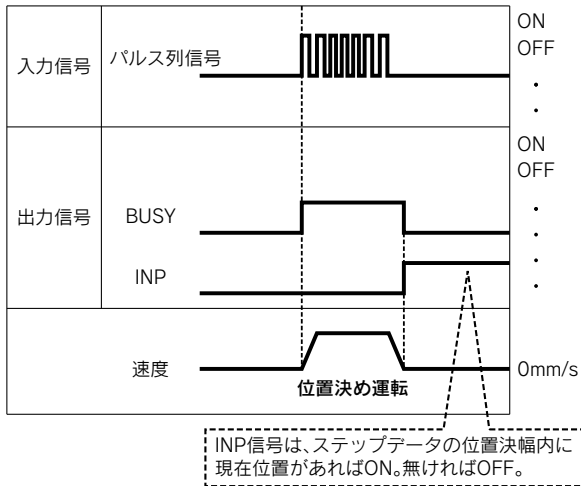 ON
OFF
入力信号
パルス列信号
ON
OFF
出力信号
BUSY
INP
速度
0mm/s
位置決め運転
INP信号は、ステップデータの位置決幅内に
現在位置があればON。無ければOFF。